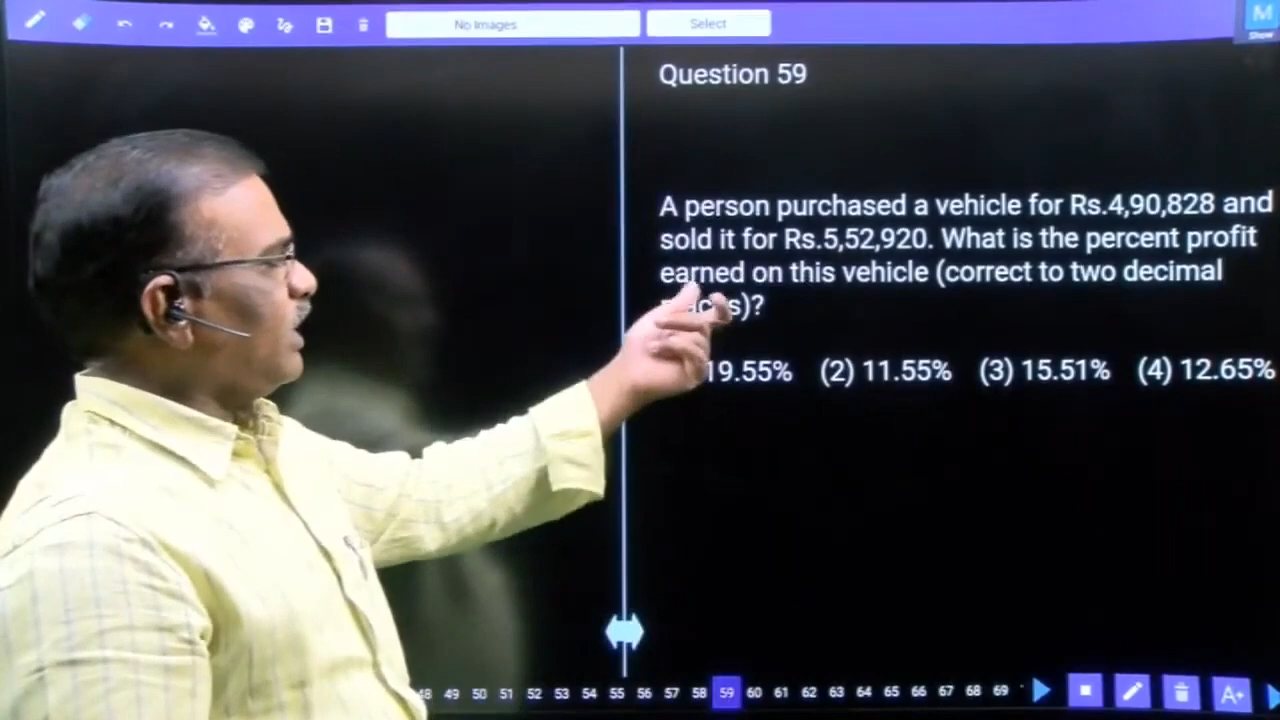 No Images
Select
M
Show
Question 59
A person purchased a vehicle for Rs.4,90,828 and
sold it for Rs.5,52,920. What is the percent profit
earned on this vehicle (correct to two decimal
19.55% (2) 11.55% (3) 15.51% (4) 12.65%
48 49 50 51 52 53 54 55 56 57 58 59 60 61 62 63 64 65 66 67 68 69
A+